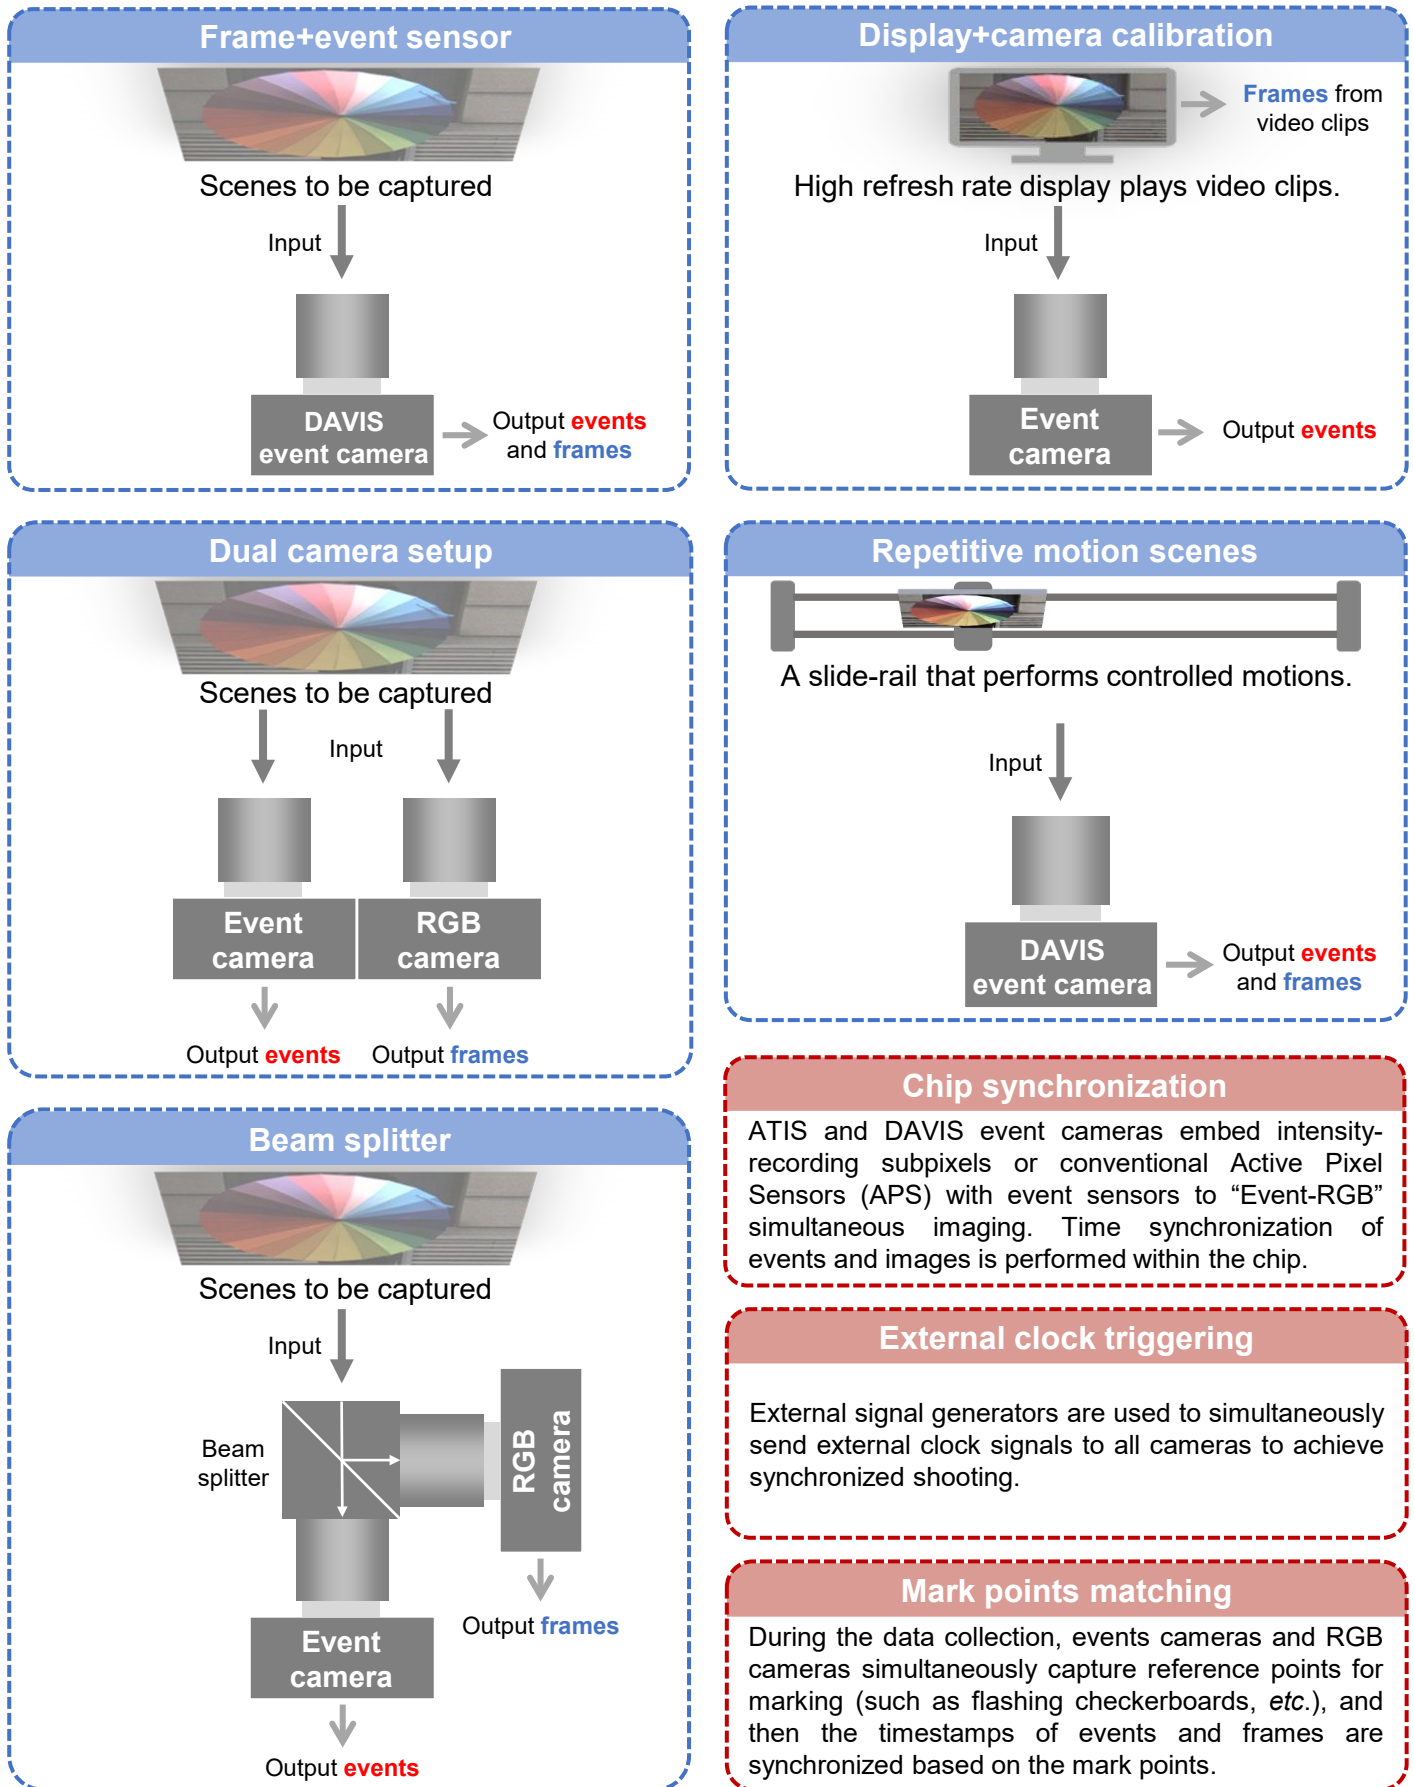 Frame+event sensor
Scenes to be captured
Input
DAVIS
event camera
Output events
and frames
Display+camera calibration
Frames from
video clips
High refresh rate display plays video clips.
Input
Event
camera
Output events
Dual camera setup
Scenes to be captured
Input
Event
camera
RGB
camera
Output events
Output frames
Repetitive motion scenes
A slide-rail that performs controlled motions.
Input
DAVIS
event camera
Output events
and frames
Beam splitter
Scenes to be captured
Input
Beam
splitter
RGB
camera
Output frames
Event
camera
Output events
Chip synchronization
ATIS and DAVIS event cameras embed intensity-
recording subpixels or conventional Active Pixel
Sensors (APS) with event sensors to “Event-RGB”
simultaneous imaging. Time synchronization of
events and images is performed within the chip.
External clock triggering
External signal generators are used to simultaneously
send external clock signals to all cameras to achieve
synchronized shooting.
Mark points matching
During the data collection, events cameras and RGB
cameras simultaneously capture reference points for
marking (such as flashing checkerboards, etc.), and
then the timestamps of events and frames are
synchronized based on the mark points.